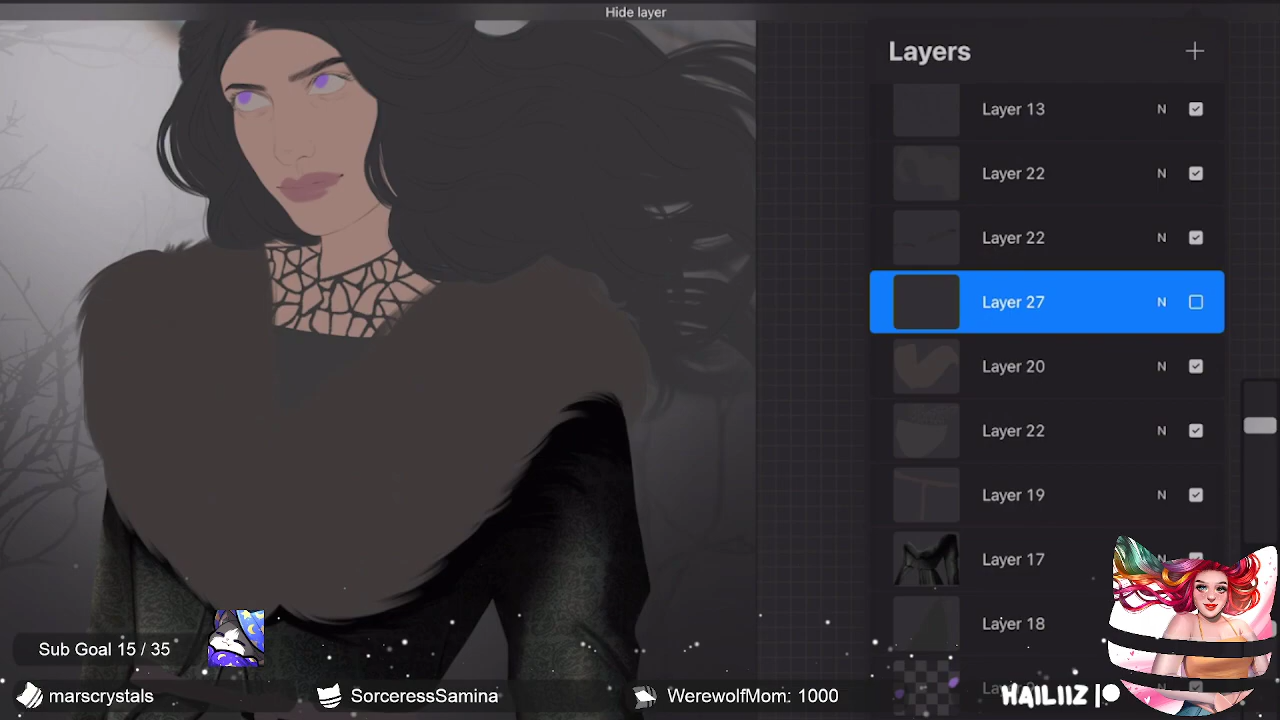 Hide layer
Layers
Layer 13 N
Layer 22 N
Layer 22 N
Layer 27 N
Layer 20 N
Layer 22 N
Layer 19 N
Layer 17 N
Layer 18
Sub Goal 15 / 35
marscrystals
SorceressSamina
WerewolfMom: 1000
HAILIIZ |